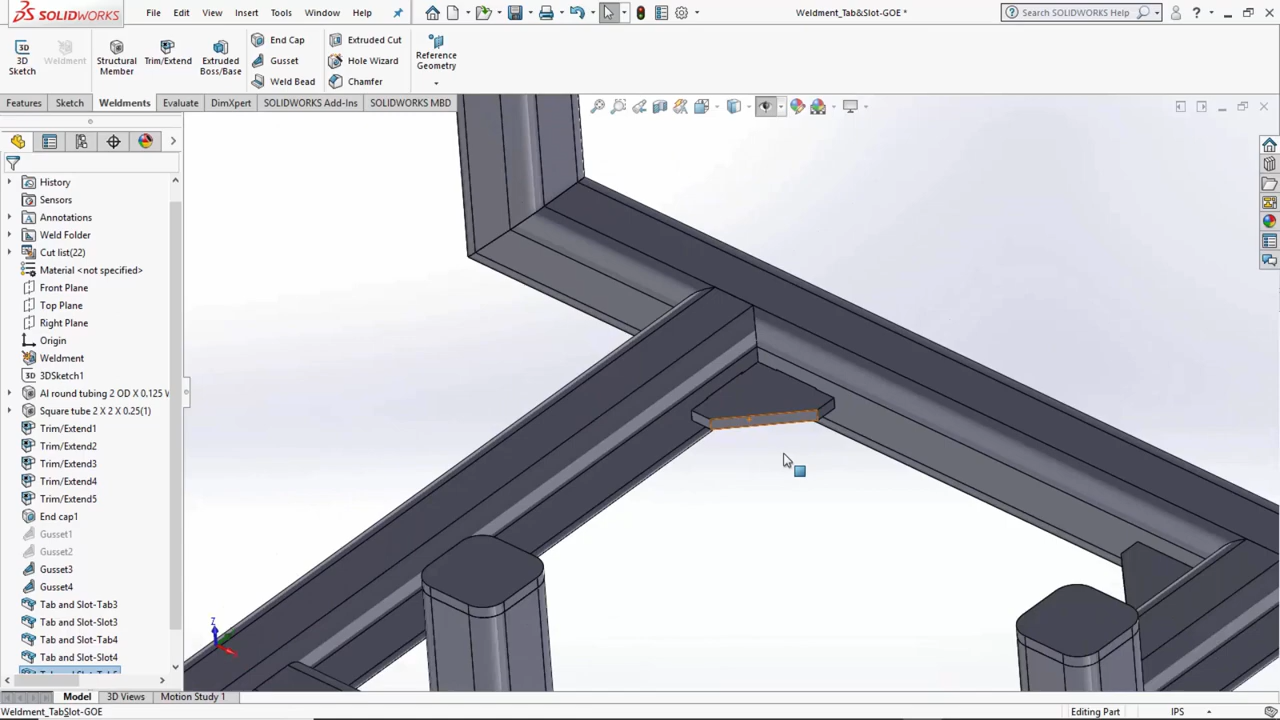 SOLIDWORKS File Edit View Insert Tools Window Help Weldment_Tab&Slot-GOE * Search SOLIDWORKS Help
3D Sketch
Weldment
Structural Member
Trim/Extend
Extruded Boss/Base
End Cap
Gusset
Weld Bead
Extruded Cut
Hole Wizard
Chamfer
Reference Geometry
Features Sketch Weldments Evaluate DimXpert SOLIDWORKS Add-Ins SOLIDWORKS MBD
History
Sensors
Annotations
Weld Folder
Cut list(22)
Material <not specified>
Front Plane
Top Plane
Right Plane
Origin
Weldment
3DSketch1
Al round tubing 2 OD X 0.125 W
Square tube 2 X 2 X 0.25(1)
Trim/Extend1
Trim/Extend2
Trim/Extend3
Trim/Extend4
Trim/Extend5
End cap1
Gusset1
Gusset2
Gusset3
Gusset4
Tab and Slot-Tab3
Tab and Slot-Slot3
Tab and Slot-Tab4
Tab and Slot-Slot4
Z
Model 3D Views Motion Study 1
Weldment_TabSlot-GOE Editing Part IPS